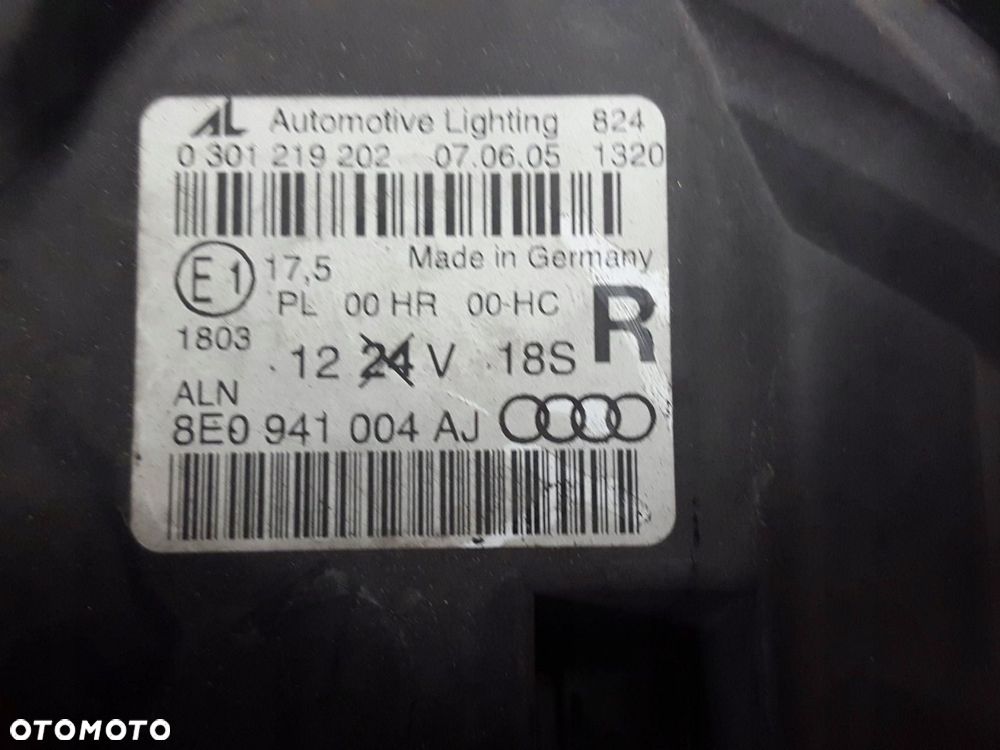 AL Automotive Lighting 824
0 301 219 202 07.06.05 1320
Made in Germany
E1 17,5
PL 00 HR 00-HC R
1803
12 24 V 18S
ALN
8E0 941 004 AJ
OTOMOTO